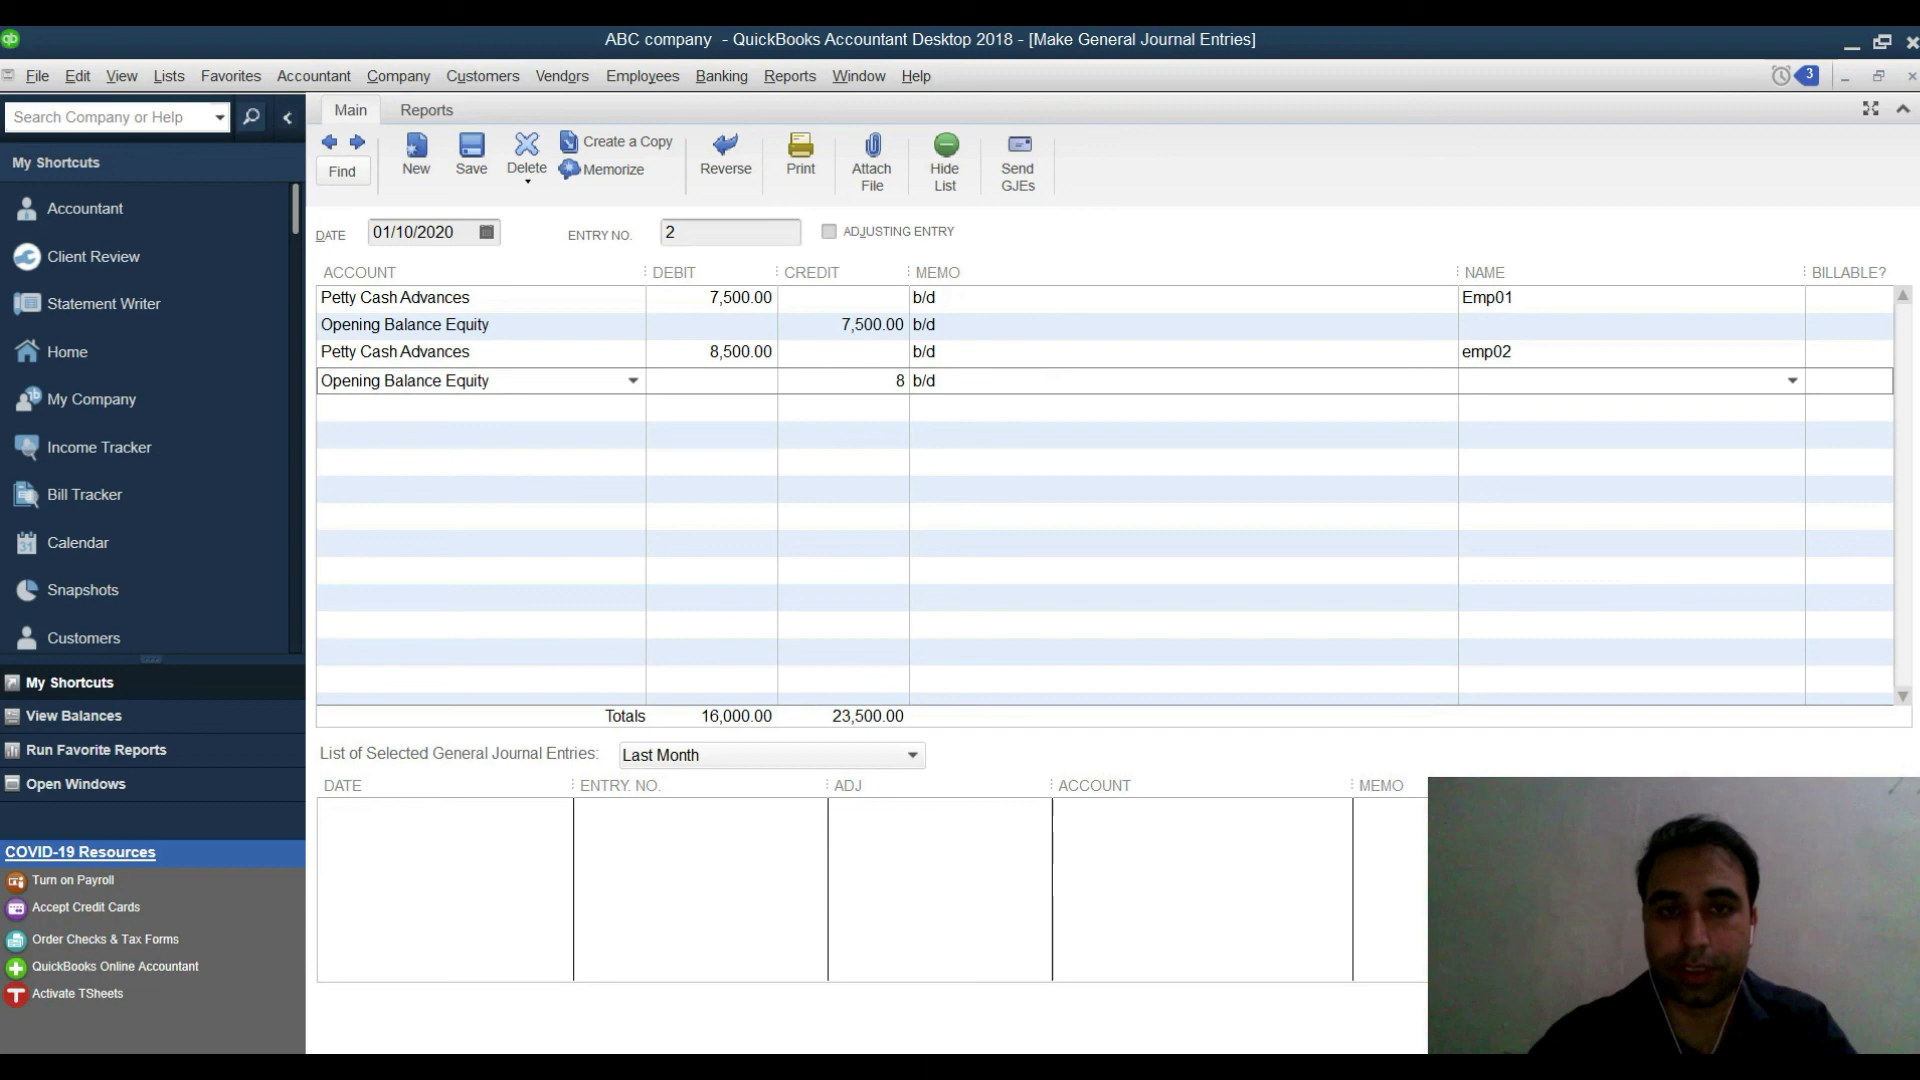 ABC company - QuickBooks Accountant Desktop 2018 - [Make General Journal Entries]
File Edit View Lists Favorites Accountant Company Customers Vendors Employees Banking Reports Window Help 3
Search Company or Help
My Shortcuts
Accountant
Client Review
Statement Writer
Home
My Company
Income Tracker
Bill Tracker
31 Calendar
Snapshots
Customers
My Shortcuts
View Balances
Run Favorite Reports
Open Windows
COVID-19 Resources
Turn on Payroll
Accept Credit Cards
Order Checks & Tax Forms
QuickBooks Online Accountant
Activate TSheets
Main Reports
Find New Save Delete Create a Copy Memorize Reverse Print Attach File Hide List Send GJEs
DATE 01/10/2020 ENTRY NO. 2 ADJUSTING ENTRY
ACCOUNT DEBIT CREDIT MEMO NAME BILLABLE?
Petty Cash Advances 7,500.00 b/d Emp01
Opening Balance Equity 7,500.00 b/d
Petty Cash Advances 8,500.00 b/d emp02
Opening Balance Equity 8 b/d
Totals 16,000.00 23,500.00
List of Selected General Journal Entries: Last Month
DATE ENTRY. NO. ADJ ACCOUNT MEMO